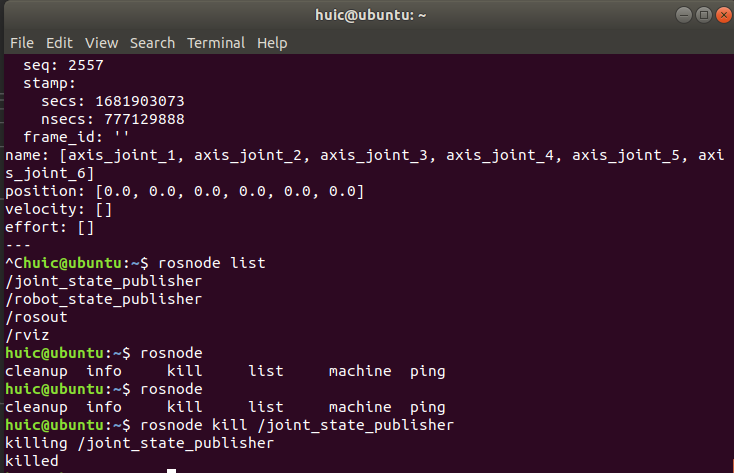 huic@ubuntu: ~
File Edit View Search Terminal Help
seq: 2557
stamp:
secs: 1681903073
nsecs: 777129888
frame_id: ''
name: [axis_joint_1, axis_joint_2, axis_joint_3, axis_joint_4, axis_joint_5, axi
s_joint_6]
position: [0.0, 0.0, 0.0, 0.0, 0.0, 0.0]
velocity: []
effort: []
---
^Chuic@ubuntu:~$ rosnode list
/joint_state_publisher
/robot_state_publisher
/rosout
/rviz
huic@ubuntu:~$ rosnode
cleanup info kill list machine ping
huic@ubuntu:~$ rosnode
cleanup info kill list machine ping
huic@ubuntu:~$ rosnode kill /joint_state_publisher
killing /joint_state_publisher
killed